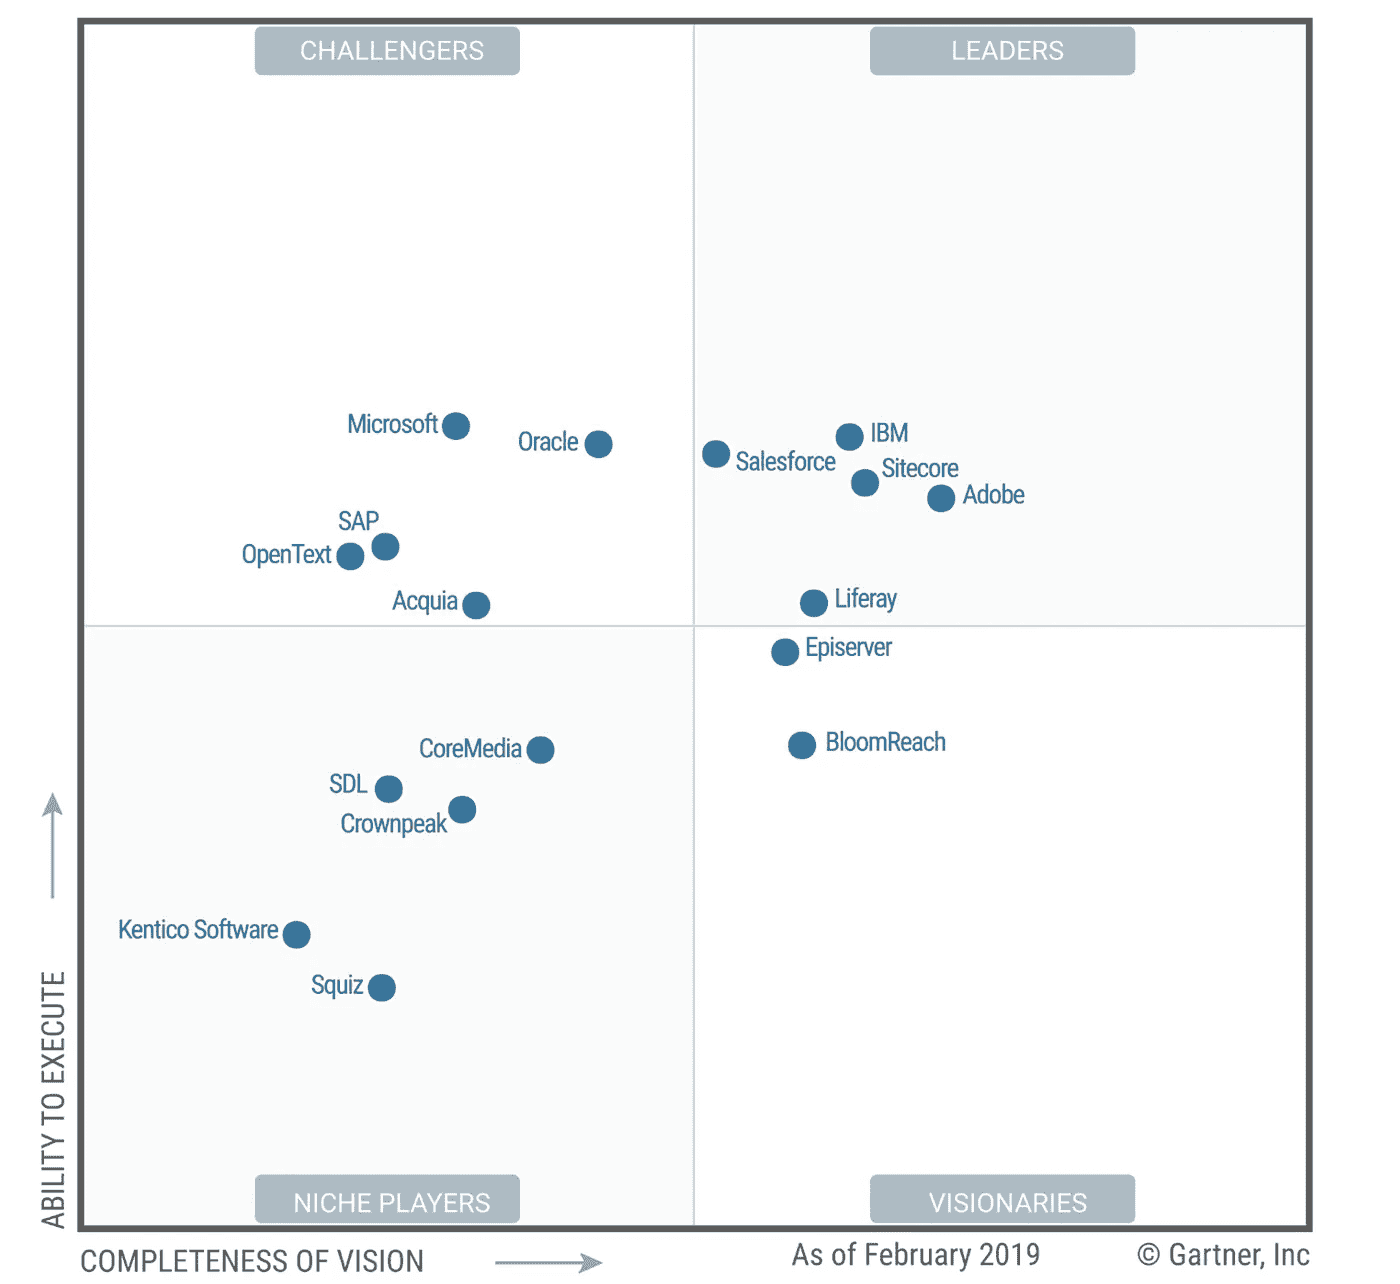 CHALLENGERS
LEADERS
Microsoft
Oracle
IBM
Salesforce
Sitecore
Adobe
SAP
OpenText
Acquia
Liferay
Episerver
CoreMedia
BloomReach
SDL
Crownpeak
Kentico Software
Squiz
ABILITY TO EXECUTE
NICHE PLAYERS
VISIONARIES
COMPLETENESS OF VISION
As of February 2019
© Gartner, Inc